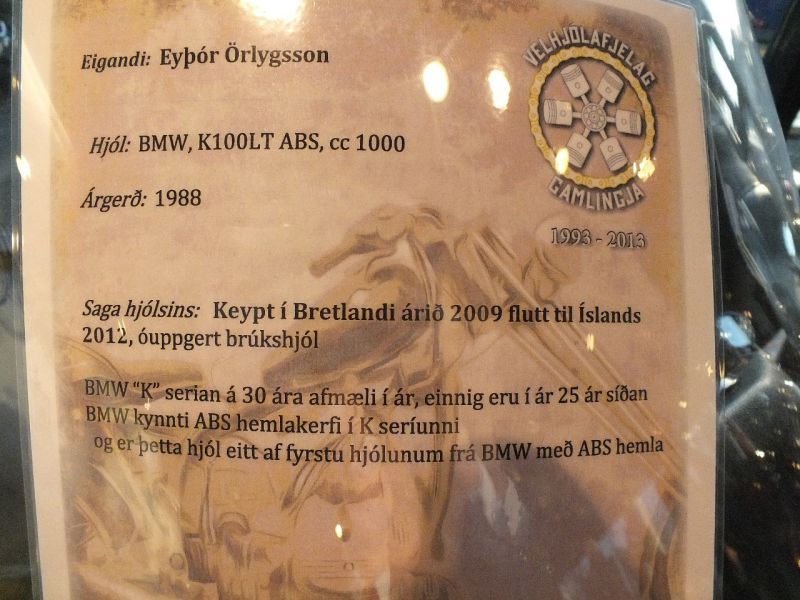 Eigandi: Eyþór Örlygsson
VÉLHJÓLAFJELAG
GAMLINGJA
1993 - 2013
Hjól: BMW, K100LT ABS, cc 1000
Árgerð: 1988
Saga hjólsins: Keypt í Bretlandi árið 2009 flutt til Íslands
2012, óuppgert brúkshjól
BMW "K" serian á 30 ára afmæli í ár, einnig eru í ár 25 ár síðan
BMW kynnti ABS hemlakerfi í K seríunni
og er þetta hjól eitt af fyrstu hjólunum frá BMW með ABS hemla